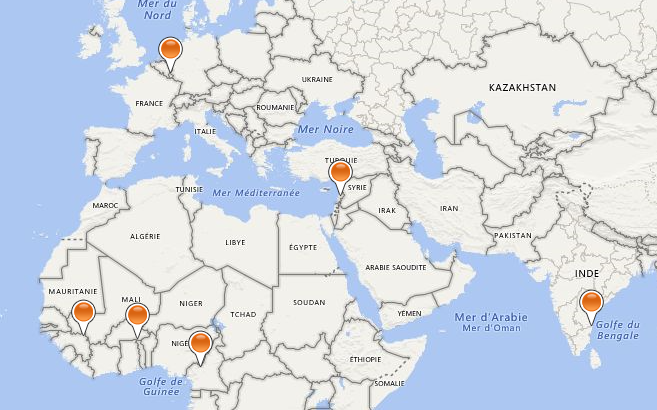 Mer du
Nord
UKRAINE
KAZAKHSTAN
FRANCE
ROUMANIE
ITALIE
Mer Noire
TURQUIE
TUNISIE
Mer Méditerranée
SYRIE
MAROC
IRAK
IRAN
PAKISTAN
ALGÉRIE
LIBYE
ÉGYPTE
ARABIE SAOUDITE
INDE
MAURITANIE
MALI
NIGER
TCHAD
SOUDAN
YÉMEN
Mer d'Arabie
Mer d'Oman
Golfe du
Bengale
ÉTHIOPIE
SOMALIE
Golfe de
Guinée